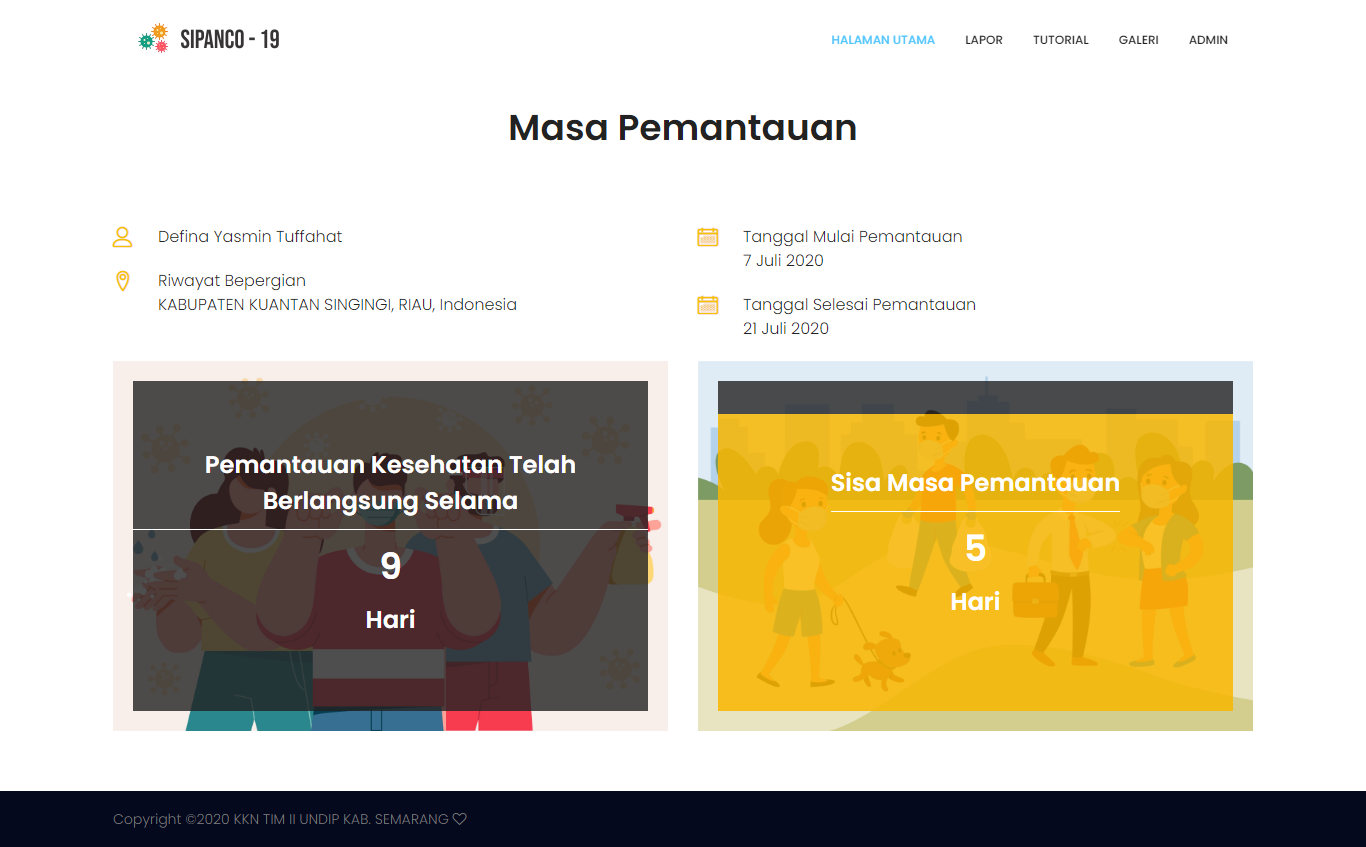 SIPANCO - 19
HALAMAN UTAMA
LAPOR
TUTORIAL
GALERI
ADMIN
Masa Pemantauan
Defina Yasmin Tuffahat
Riwayat Bepergian
KABUPATEN KUANTAN SINGINGI, RIAU, Indonesia
Tanggal Mulai Pemantauan
7 Juli 2020
Tanggal Selesai Pemantauan
21 Juli 2020
Pemantauan Kesehatan Telah
Berlangsung Selama
9
Hari
Sisa Masa Pemantauan
5
Hari
Copyright ©2020 KKN TIM II UNDIP KAB. SEMARANG